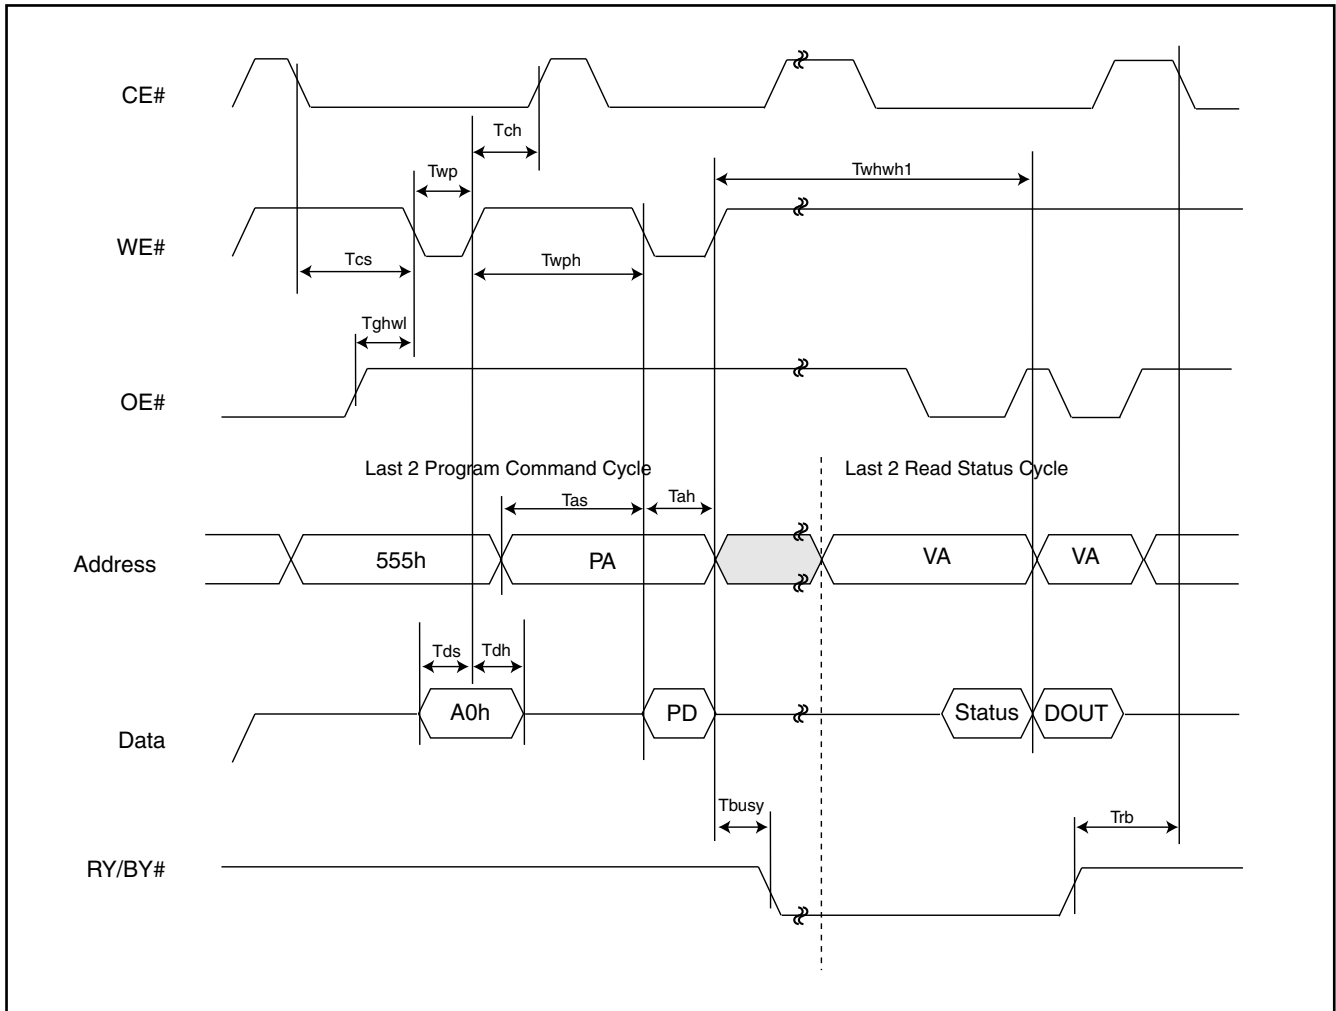 CE#
Tch
Twp
Twhwh1
WE#
Tcs
Twph
Tghwl
OE#
Last 2 Program Command Cycle
Last 2 Read Status Cycle
Tas
Tah
Address
555h
PA
VA
VA
Tds
Tdh
A0h
PD
Status
DOUT
Data
Tbusy
Trb
RY/BY#